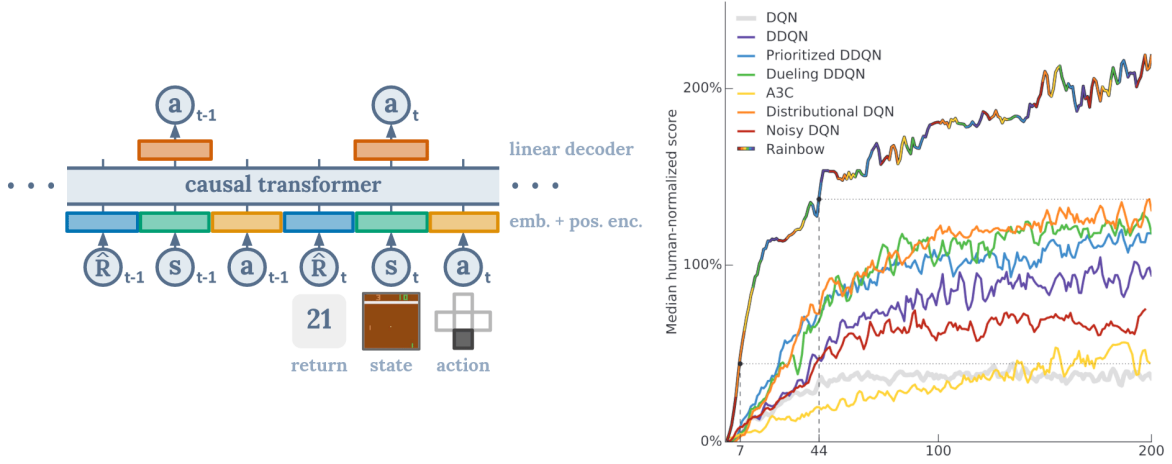 a t-1
a t
linear decoder
causal transformer
emb. + pos. enc.
R̂ t-1
s t-1
a t-1
R̂ t
s t
a t
21
return
state
action
DQN
DDQN
Prioritized DDQN
Dueling DDQN
A3C
Distributional DQN
Noisy DQN
Rainbow
Median human-normalized score
200%
100%
0%
7
44
100
200